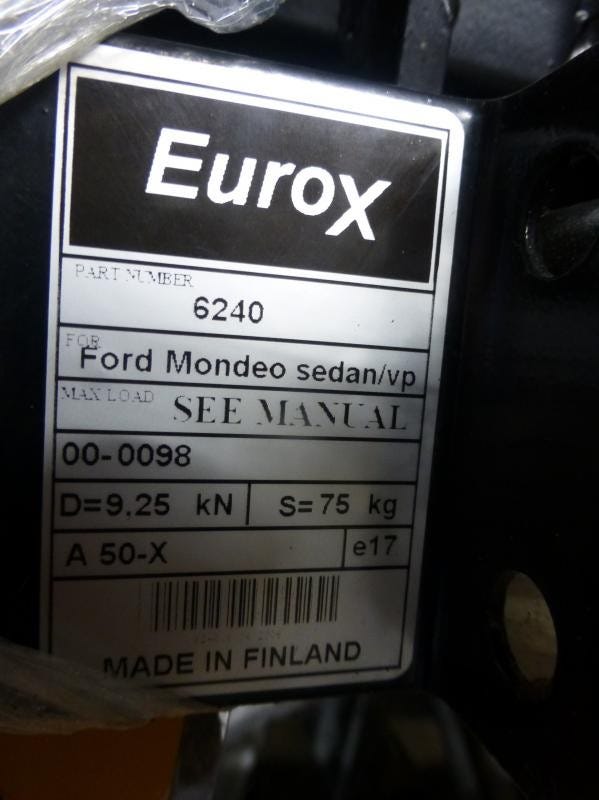 EuroX
PART NUMBER
6240
FOR
Ford Mondeo sedan/vp
MAX LOAD SEE MANUAL
00-0098
D=9,25 kN S= 75 kg
A 50-X e17
MADE IN FINLAND